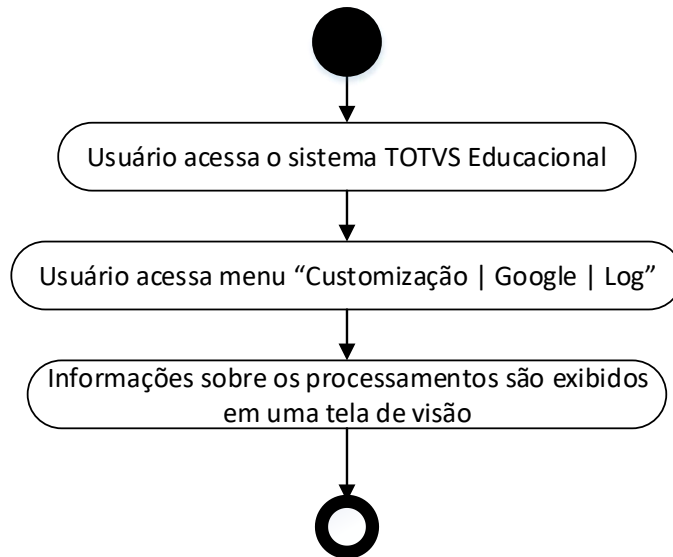 Usuário acessa o sistema TOTVS Educacional
Usuário acessa menu “Customização | Google | Log”
Informações sobre os processamentos são exibidos
em uma tela de visão